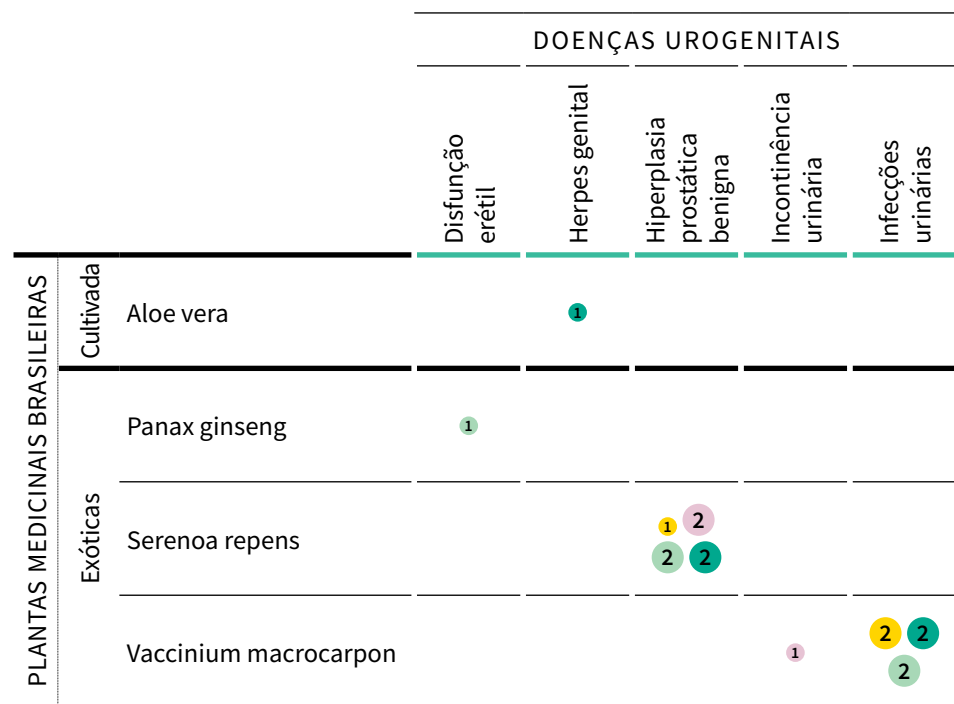 DOENÇAS UROGENITAIS
Disfunção
erétil
Herpes genital
Hiperplasia
prostática
benigna
Incontinência
urinária
Infecções
urinárias
PLANTAS MEDICINAIS BRASILEIRAS
Cultivada
Aloe vera
1
Exóticas
Panax ginseng
1
Serenoa repens
1 2
2 2
Vaccinium macrocarpon
1
2 2
2